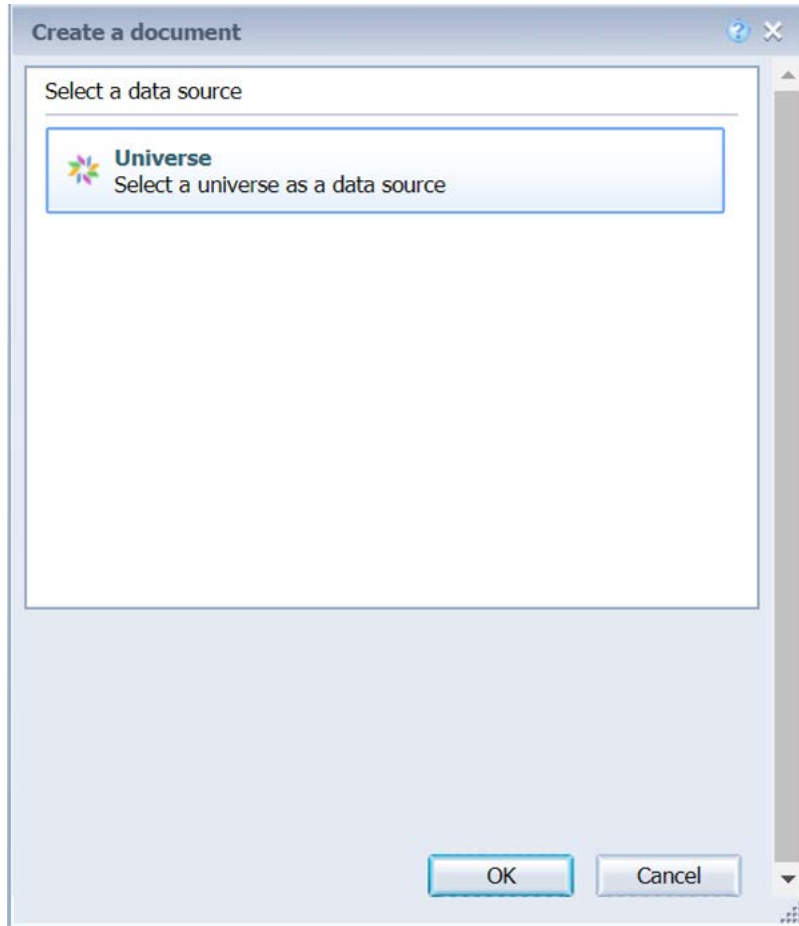 Create a document
Select a data source
Universe
Select a universe as a data source
OK
Cancel